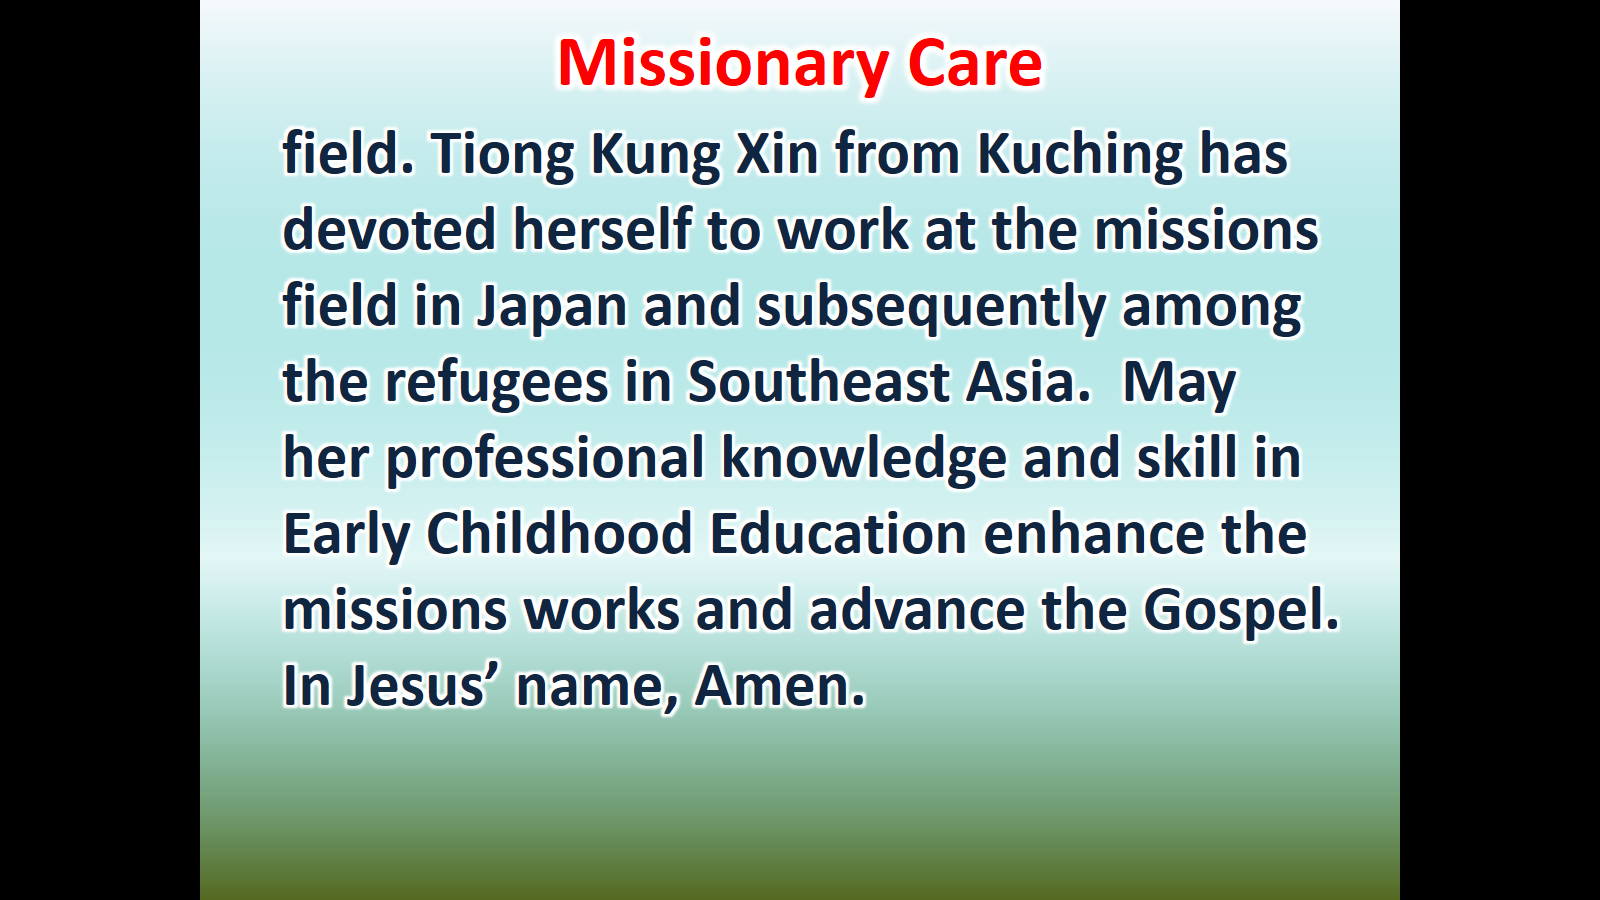 Missionary Care
field. Tiong Kung Xin from Kuching has
devoted herself to work at the missions
field in Japan and subsequently among
the refugees in Southeast Asia.  May
her professional knowledge and skill in
Early Childhood Education enhance the
missions works and advance the Gospel.
In Jesus’ name, Amen.